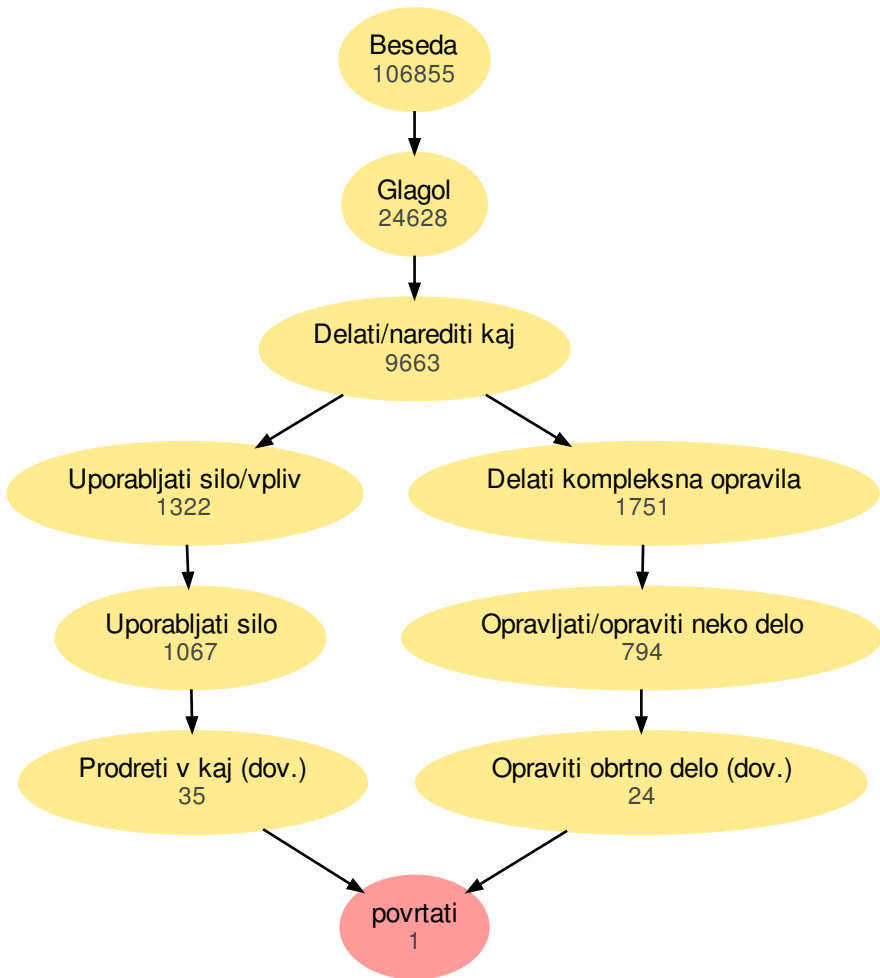 Beseda
106855
Glagol
24628
Delati/narediti kaj
9663
Uporabljati silo/vpliv
1322
Delati kompleksna opravila
1751
Uporabljati silo
1067
Opravljati/opraviti neko delo
794
Prodreti v kaj (dov.)
35
Opraviti obrtno delo (dov.)
24
povrtati
1